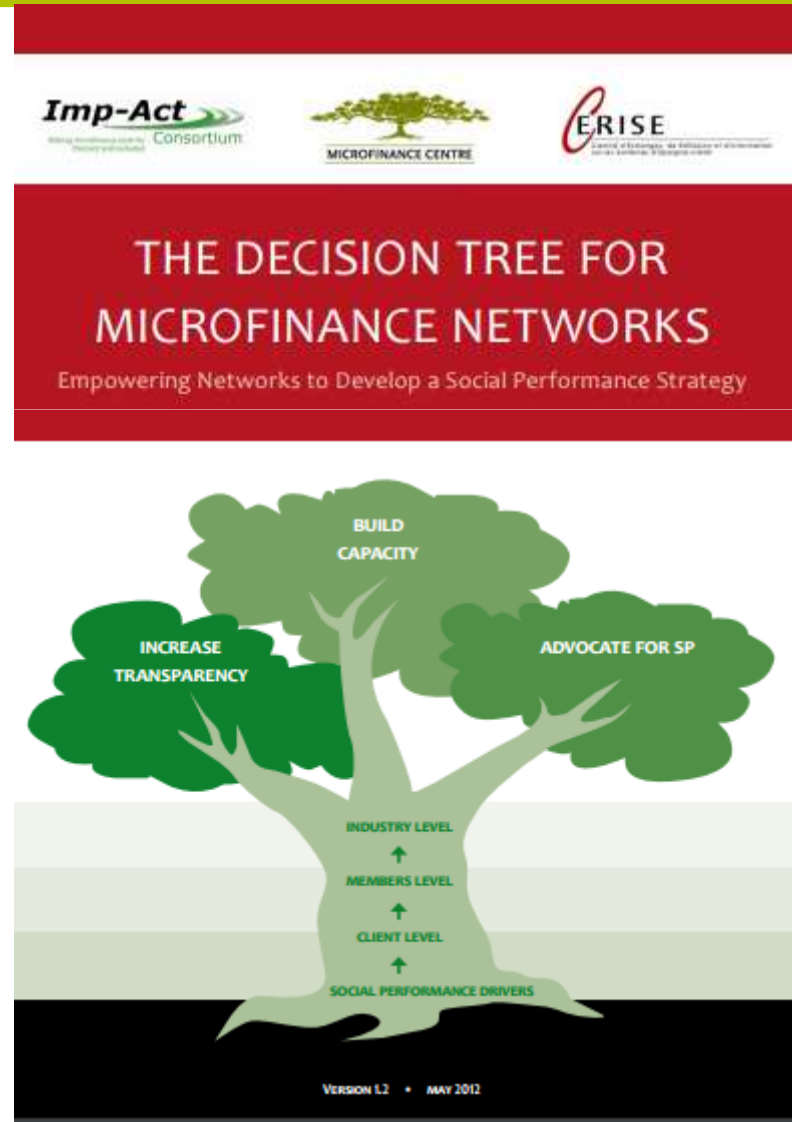 Imp-Act
Consortium
MICROFINANCE CENTRE
CERISE
THE DECISION TREE FOR
MICROFINANCE NETWORKS
Empowering Networks to Develop a Social Performance Strategy
BUILD
CAPACITY
INCREASE
TRANSPARENCY
ADVOCATE FOR SP
INDUSTRY LEVEL
MEMBERS LEVEL
CLIENT LEVEL
SOCIAL PERFORMANCE DRIVERS
VERSION 1.2 • MAY 2012